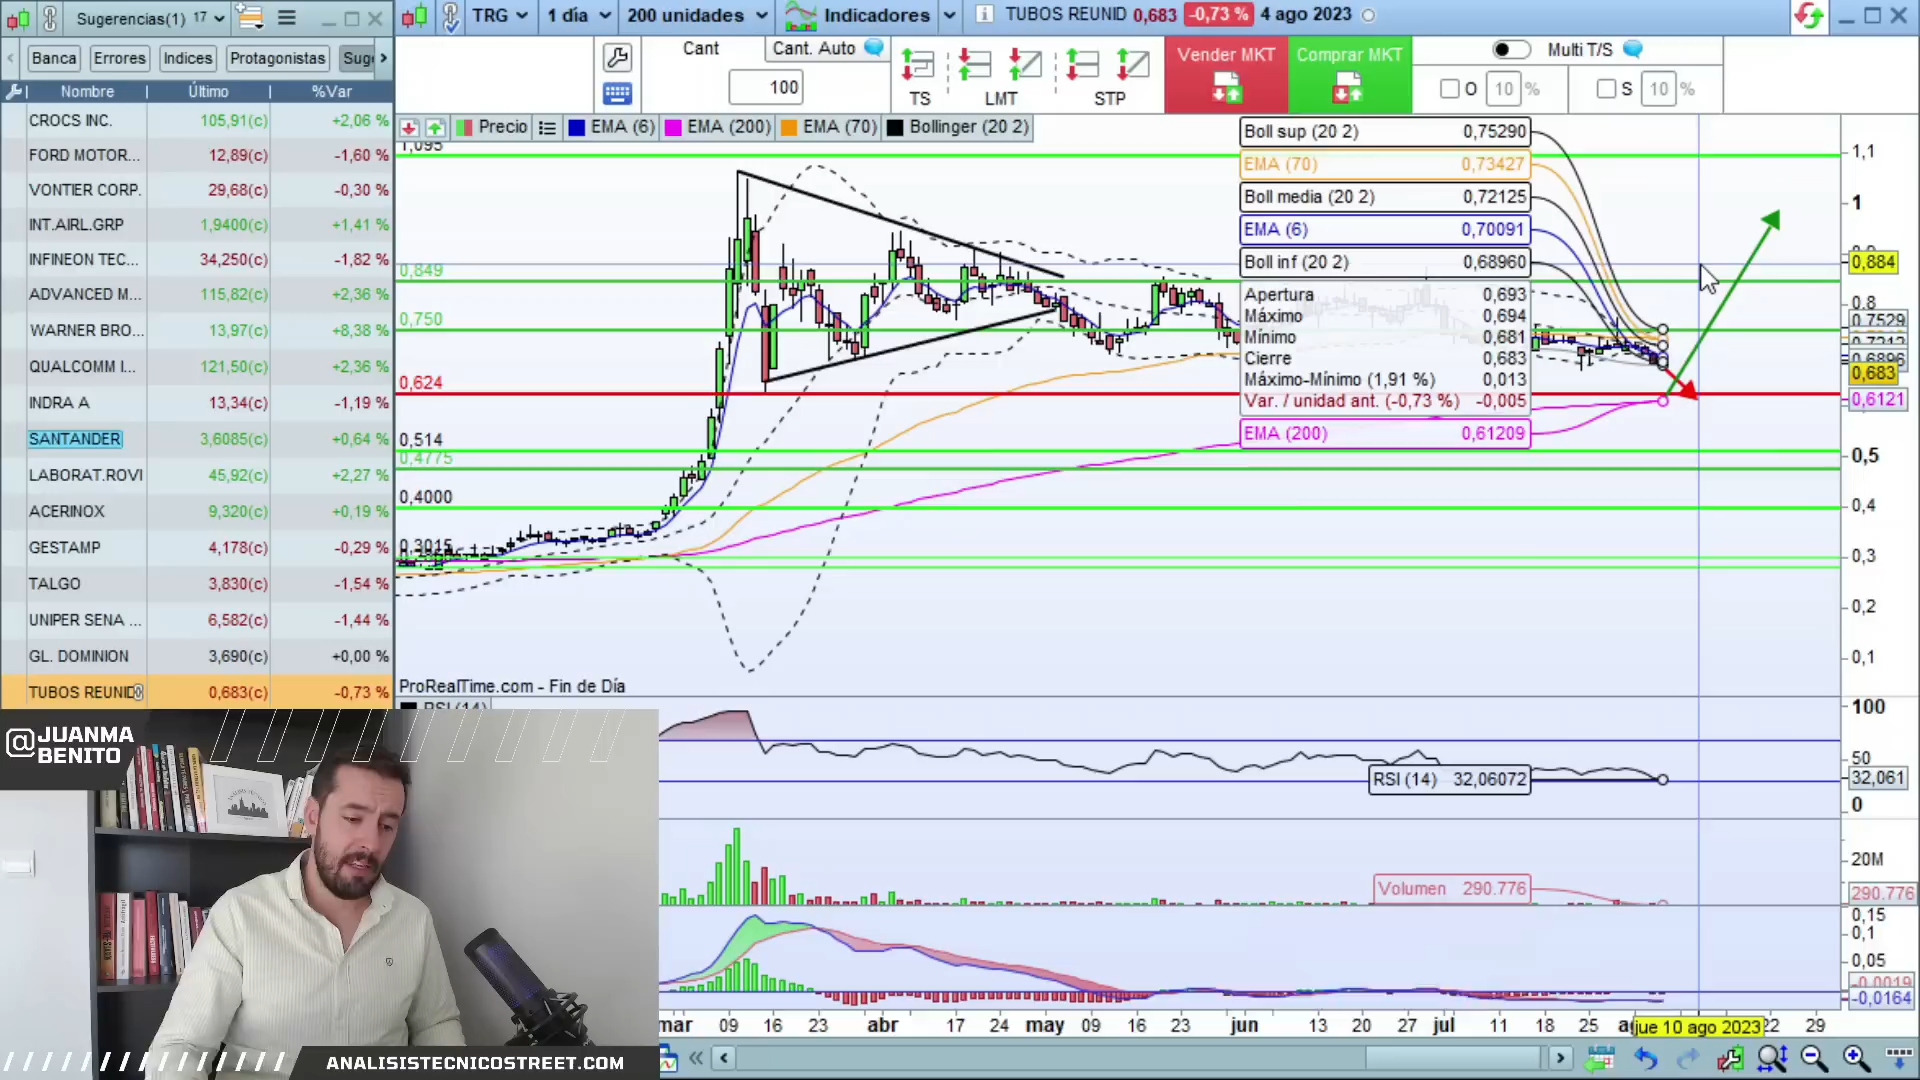 Sugerencias(1) 17
TRG
1 día
200 unidades
Indicadores
TUBOS REUNID 0,683 -0,73 % 4 ago 2023
Banca Errores Indices Protagonistas Suge
Cant
Cant. Auto
100
TS
LMT
STP
Vender MKT
Comprar MKT
Multi T/S
O 10 %
S 10 %
Nombre Último %Var
CROCS INC. 105,91(c) +2,06 %
FORD MOTOR... 12,89(c) -1,60 %
VONTIER CORP. 29,68(c) -0,30 %
INT.AIRL.GRP 1,9400(c) +1,41 %
INFINEON TEC... 34,250(c) -1,82 %
ADVANCED M... 115,82(c) +2,36 %
WARNER BRO... 13,97(c) +8,38 %
QUALCOMM I... 121,50(c) +2,36 %
INDRA A 13,34(c) -1,19 %
SANTANDER 3,6085(c) +0,64 %
LABORAT.ROVI 45,92(c) +2,27 %
ACERINOX 9,320(c) +0,19 %
GESTAMP 4,178(c) -0,29 %
TALGO 3,830(c) -1,54 %
UNIPER SENA ... 6,582(c) -1,44 %
GL. DOMINION 3,690(c) +0,00 %
TUBOS REUNID 0,683(c) -0,73 %
Precio EMA (6) EMA (200) EMA (70) Bollinger (20 2)
1,095
0,849
0,750
0,624
0,514
0,4775
0,4000
0,3015
Boll sup (20 2) 0,75290
EMA (70) 0,73427
Boll media (20 2) 0,72125
EMA (6) 0,70091
Boll inf (20 2) 0,68960
Apertura 0,693
Máximo 0,694
Mínimo 0,681
Cierre 0,683
Máximo-Mínimo (1,91 %) 0,013
Var. / unidad ant. (-0,73 %) -0,005
EMA (200) 0,61209
1,1
1
0,884
0,8
0,7529
0,6896
0,683
0,6121
0,5
0,4
0,3
0,2
0,1
ProRealTime.com - Fin de Día
RSI (14)
100
50
32,061
0
RSI (14) 32,06072
20M
Volumen 290.776
290.776
0,15
0,1
0,05
-0,0019
-0,0164
mar 09 16 23 abr 17 24 may 09 16 23 jun 13 20 27 jul 11 18 25 jue 10 ago 2023 22 29
@JUANMA
BENITO
ANALISISTECNICOSTREET.COM